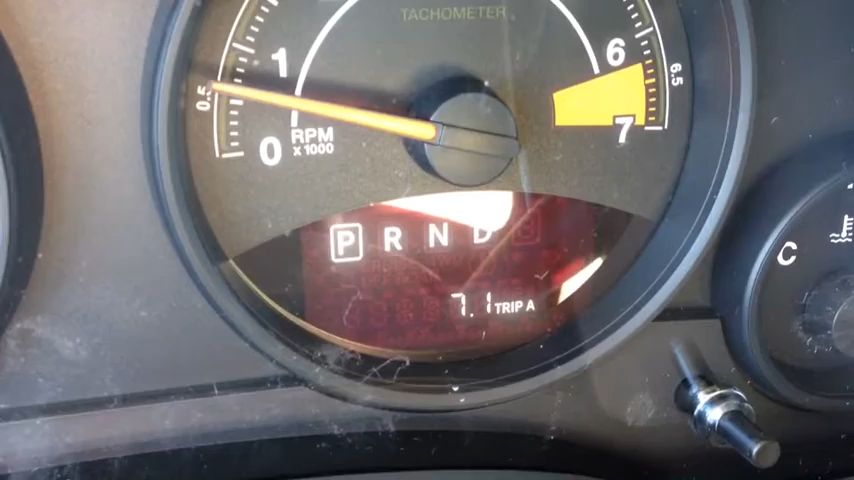 TACHOMETER
1
6
0.5
6.5
0
RPM
x 1000
7
P R N D
7.1 TRIP A
C